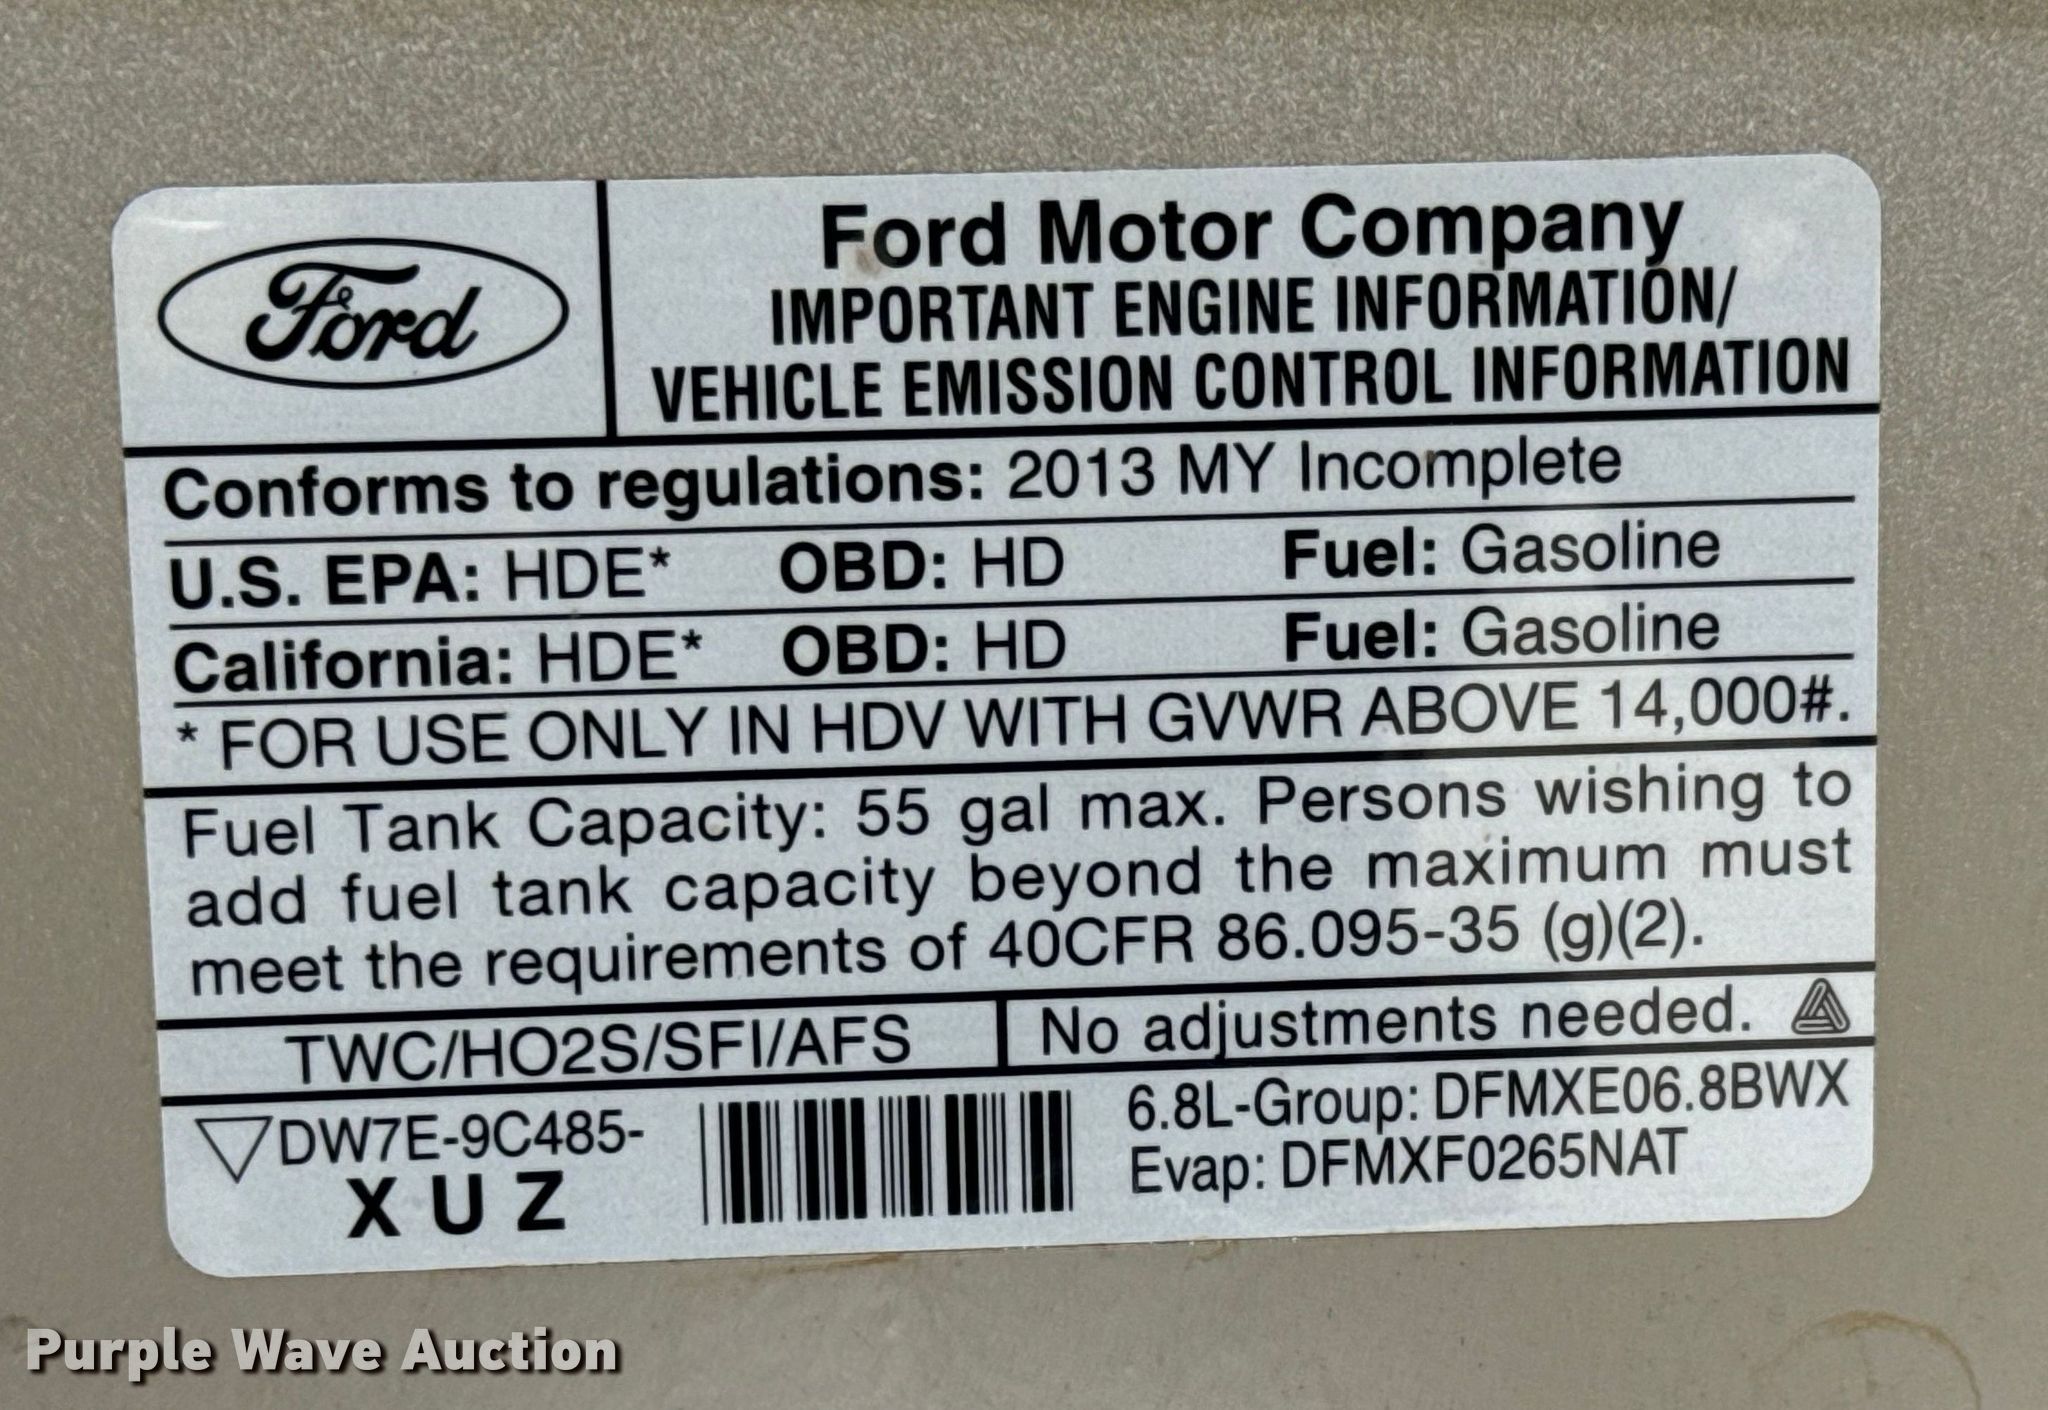 Ford
Ford Motor Company
IMPORTANT ENGINE INFORMATION/
VEHICLE EMISSION CONTROL INFORMATION
Conforms to regulations: 2013 MY Incomplete
U.S. EPA: HDE* OBD: HD Fuel: Gasoline
California: HDE* OBD: HD Fuel: Gasoline
* FOR USE ONLY IN HDV WITH GVWR ABOVE 14,000#.
Fuel Tank Capacity: 55 gal max. Persons wishing to
add fuel tank capacity beyond the maximum must
meet the requirements of 40CFR 86.095-35 (g)(2).
TWC/HO2S/SFI/AFS
No adjustments needed.
DW7E-9C485-
X U Z
6.8L-Group: DFMXE06.8BWX
Evap: DFMXF0265NAT
Purple Wave Auction